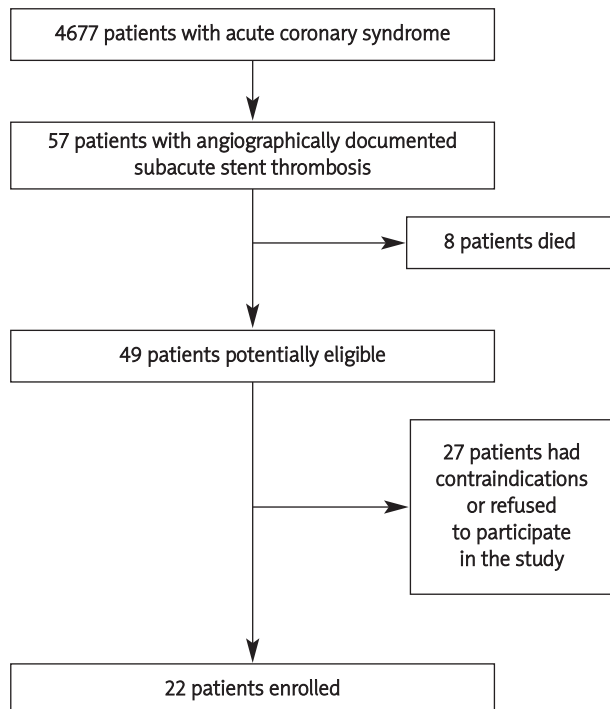 4677 patients with acute coronary syndrome
57 patients with angiographically documented
subacute stent thrombosis
8 patients died
49 patients potentially eligible
27 patients had
contraindications
or refused
to participate
in the study
22 patients enrolled